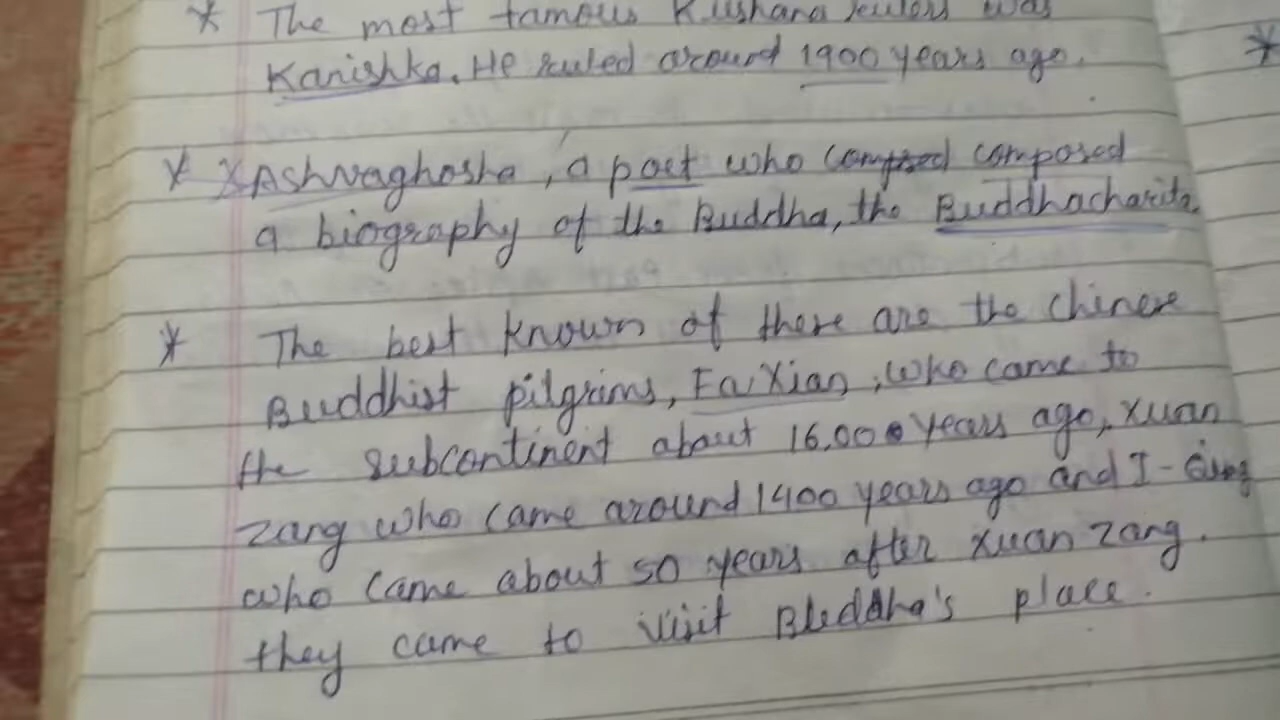 * The most famous Kushana rulers was
Kanishka. He ruled around 1900 years ago.
* Ashvaghosha, a poet who compsed composed
a biography of the Buddha, the Buddhacharita
* The best known of these are the Chinese
Buddhist pilgrims, Fa Xian, who came to
the subcontinent about 16,000 years ago, Xuan
Zang who came around 1400 years ago and I-Qing
who came about 50 years after Xuan Zang.
they came to visit Buddha's place.
*